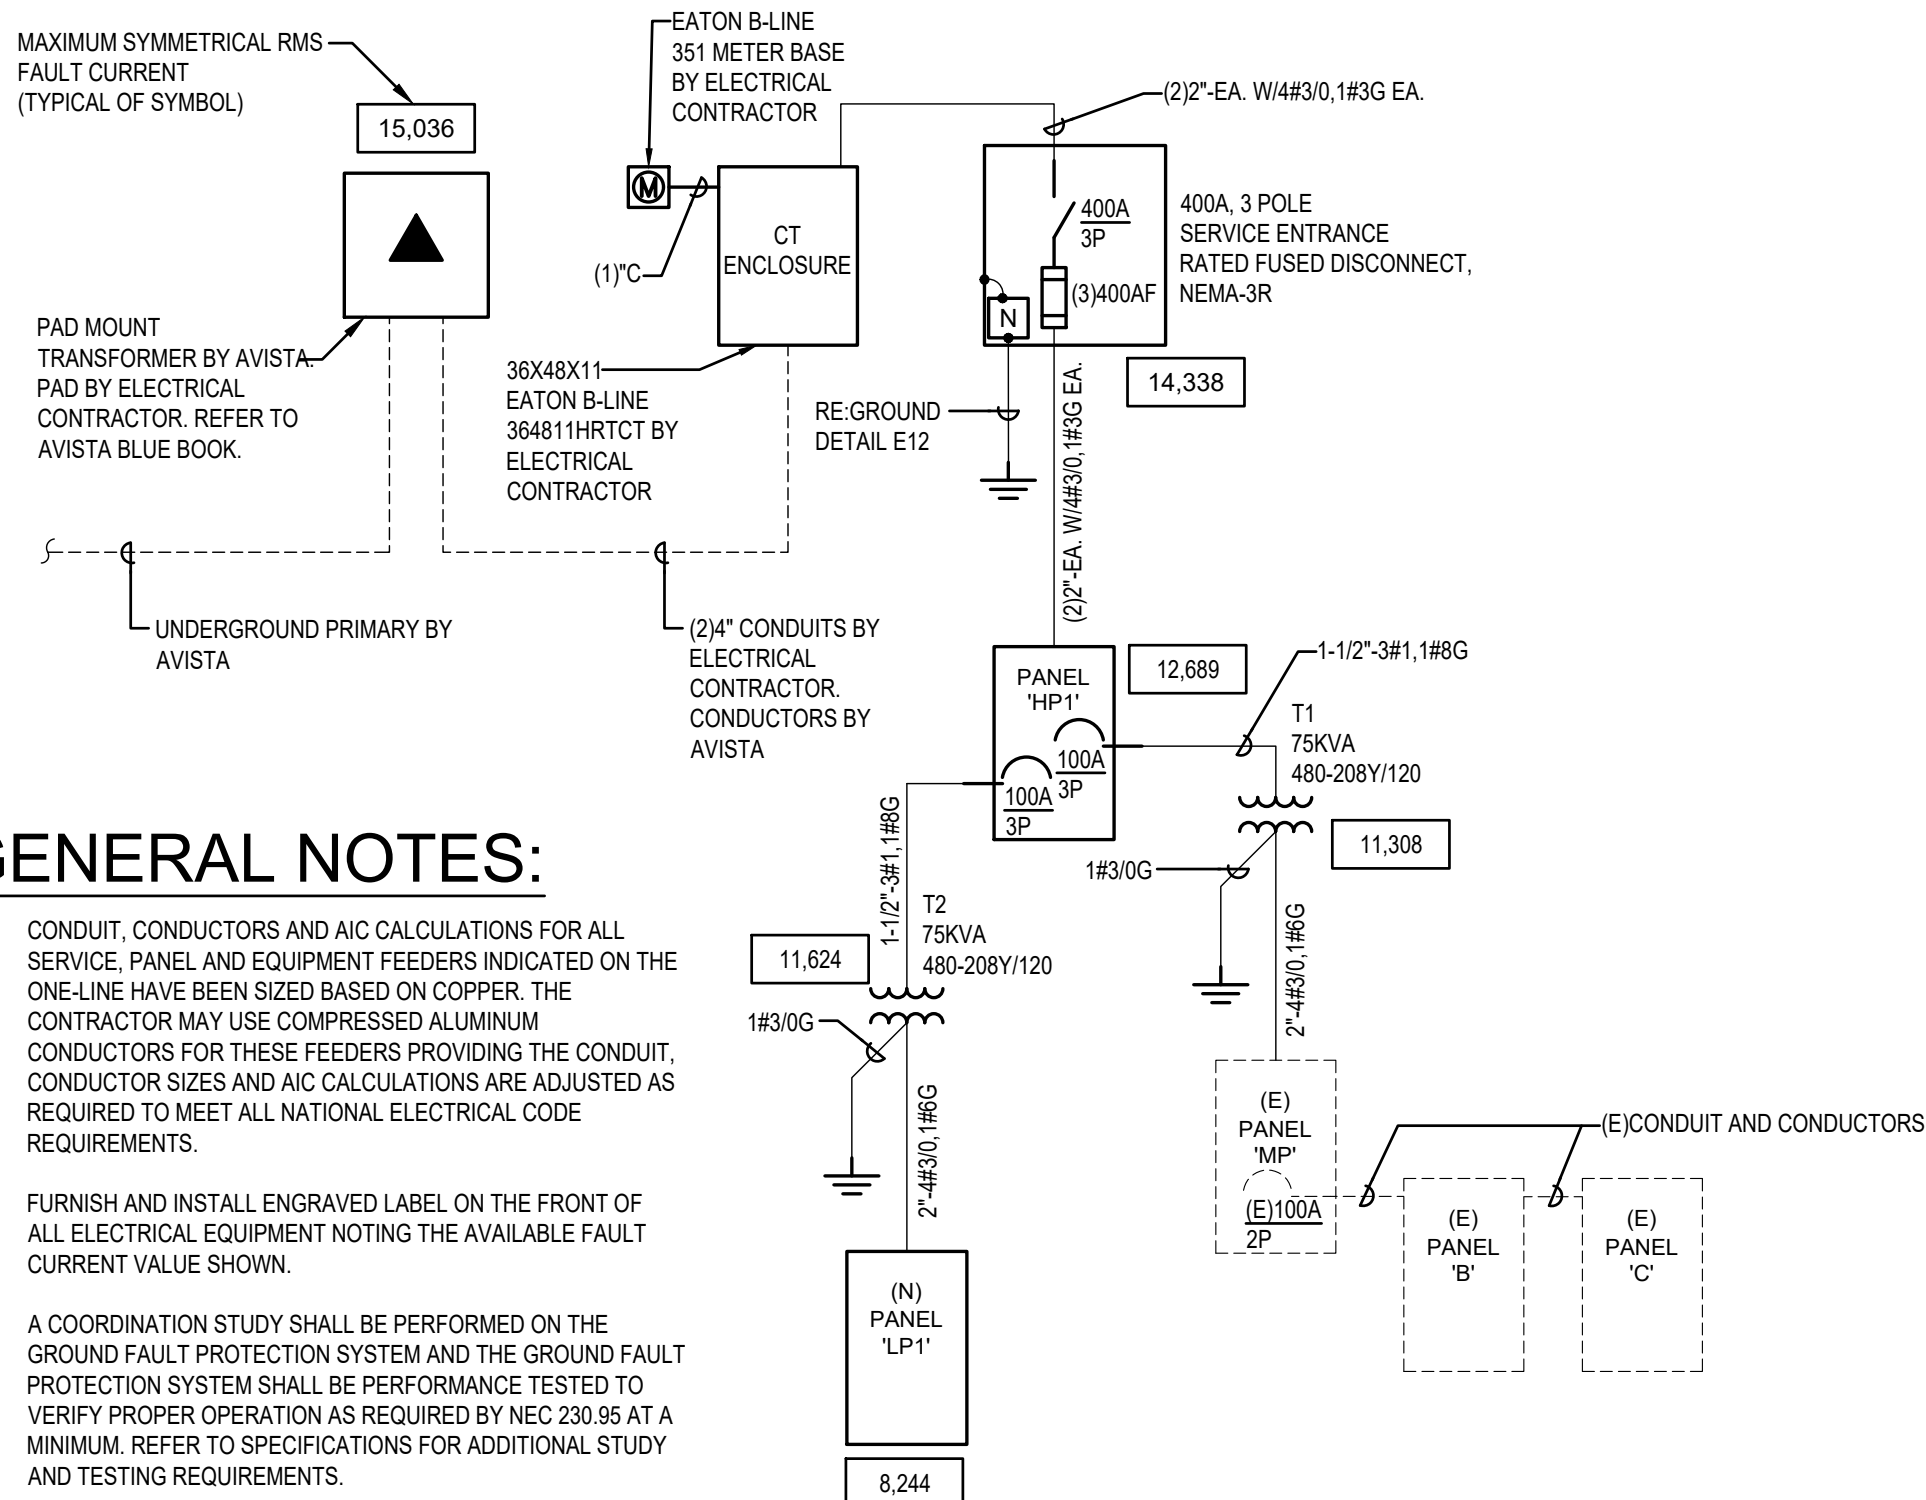 MAXIMUM SYMMETRICAL RMS
FAULT CURRENT
(TYPICAL OF SYMBOL)
15,036
EATON B-LINE
351 METER BASE
BY ELECTRICAL
CONTRACTOR
(2)2"-EA. W/4#3/0,1#3G EA.
M
(1)"C
CT
ENCLOSURE
400A
3P
(3)400AF
N
400A, 3 POLE
SERVICE ENTRANCE
RATED FUSED DISCONNECT,
NEMA-3R
PAD MOUNT
TRANSFORMER BY AVISTA.
PAD BY ELECTRICAL
CONTRACTOR. REFER TO
AVISTA BLUE BOOK.
36X48X11
EATON B-LINE
364811HRTCT BY
ELECTRICAL
CONTRACTOR
RE:GROUND
DETAIL E12
14,338
(2)2"-EA. W/4#3/0,1#3G EA.
UNDERGROUND PRIMARY BY
AVISTA
(2)4" CONDUITS BY
ELECTRICAL
CONTRACTOR.
CONDUCTORS BY
AVISTA
PANEL
'HP1'
100A
3P
100A
3P
12,689
1-1/2"-3#1,1#8G
T1
75KVA
480-208Y/120
11,308
1#3/0G
2"-4#3/0,1#6G
1-1/2"-3#1,1#8G
T2
75KVA
480-208Y/120
11,624
1#3/0G
2"-4#3/0,1#6G
(E)
PANEL
'MP'
(E)100A
2P
(E)CONDUIT AND CONDUCTORS
(E)
PANEL
'B'
(E)
PANEL
'C'
(N)
PANEL
'LP1'
8,244
GENERAL NOTES:
CONDUIT, CONDUCTORS AND AIC CALCULATIONS FOR ALL
SERVICE, PANEL AND EQUIPMENT FEEDERS INDICATED ON THE
ONE-LINE HAVE BEEN SIZED BASED ON COPPER. THE
CONTRACTOR MAY USE COMPRESSED ALUMINUM
CONDUCTORS FOR THESE FEEDERS PROVIDING THE CONDUIT,
CONDUCTOR SIZES AND AIC CALCULATIONS ARE ADJUSTED AS
REQUIRED TO MEET ALL NATIONAL ELECTRICAL CODE
REQUIREMENTS.
FURNISH AND INSTALL ENGRAVED LABEL ON THE FRONT OF
ALL ELECTRICAL EQUIPMENT NOTING THE AVAILABLE FAULT
CURRENT VALUE SHOWN.
A COORDINATION STUDY SHALL BE PERFORMED ON THE
GROUND FAULT PROTECTION SYSTEM AND THE GROUND FAULT
PROTECTION SYSTEM SHALL BE PERFORMANCE TESTED TO
VERIFY PROPER OPERATION AS REQUIRED BY NEC 230.95 AT A
MINIMUM. REFER TO SPECIFICATIONS FOR ADDITIONAL STUDY
AND TESTING REQUIREMENTS.